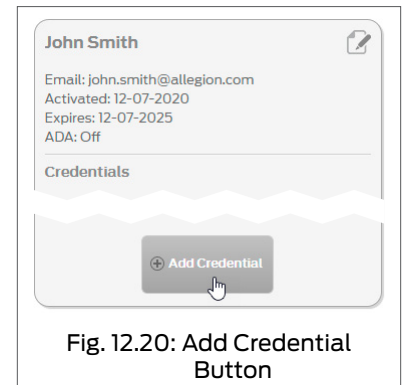 John Smith
Email: john.smith@allegion.com
Activated: 12-07-2020
Expires: 12-07-2025
ADA: Off
Credentials
Add Credential
Fig. 12.20: Add Credential
Button